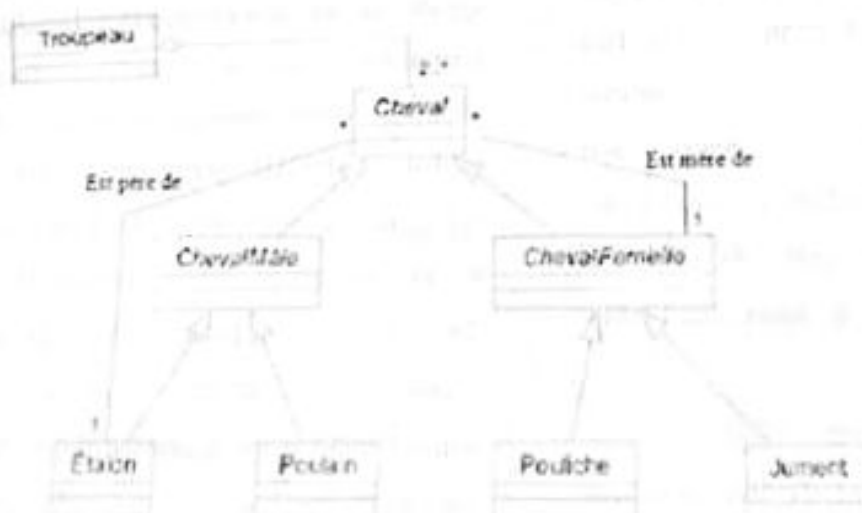 Troupeau
2..*
Cheval
*
*
Est père de
Est mère de
1
ChevalMâle
ChevalFemelle
1
Étalon
Poulain
Pouliche
Jument